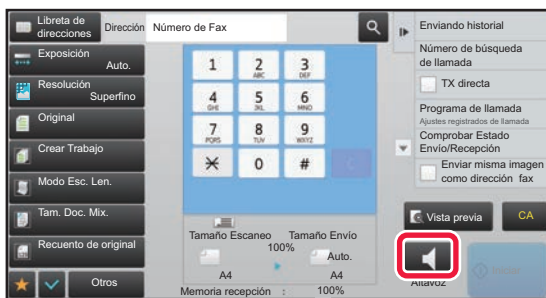 Libreta de
direcciones
Dirección
Número de Fax
Exposición
Auto.
Resolución
Superfino
Original
Crear Trabajo
Modo Esc. Len.
Tam. Doc. Mix.
Recuento de original
Otros
1
2
ABC
3
DEF
4
GHI
5
JKL
6
MNO
7
PQRS
8
TUV
9
WXYZ
0
#
C
Tamaño Escaneo
Tamaño Envío
100%
Auto.
A4
A4
Memoria recepción :
100%
Enviando historial
Número de búsqueda
de llamada
TX directa
Programa de llamada
Ajustes registrados de llamada
Comprobar Estado
Envío/Recepción
Enviar misma imagen
como dirección fax
Vista previa
CA
Altavoz